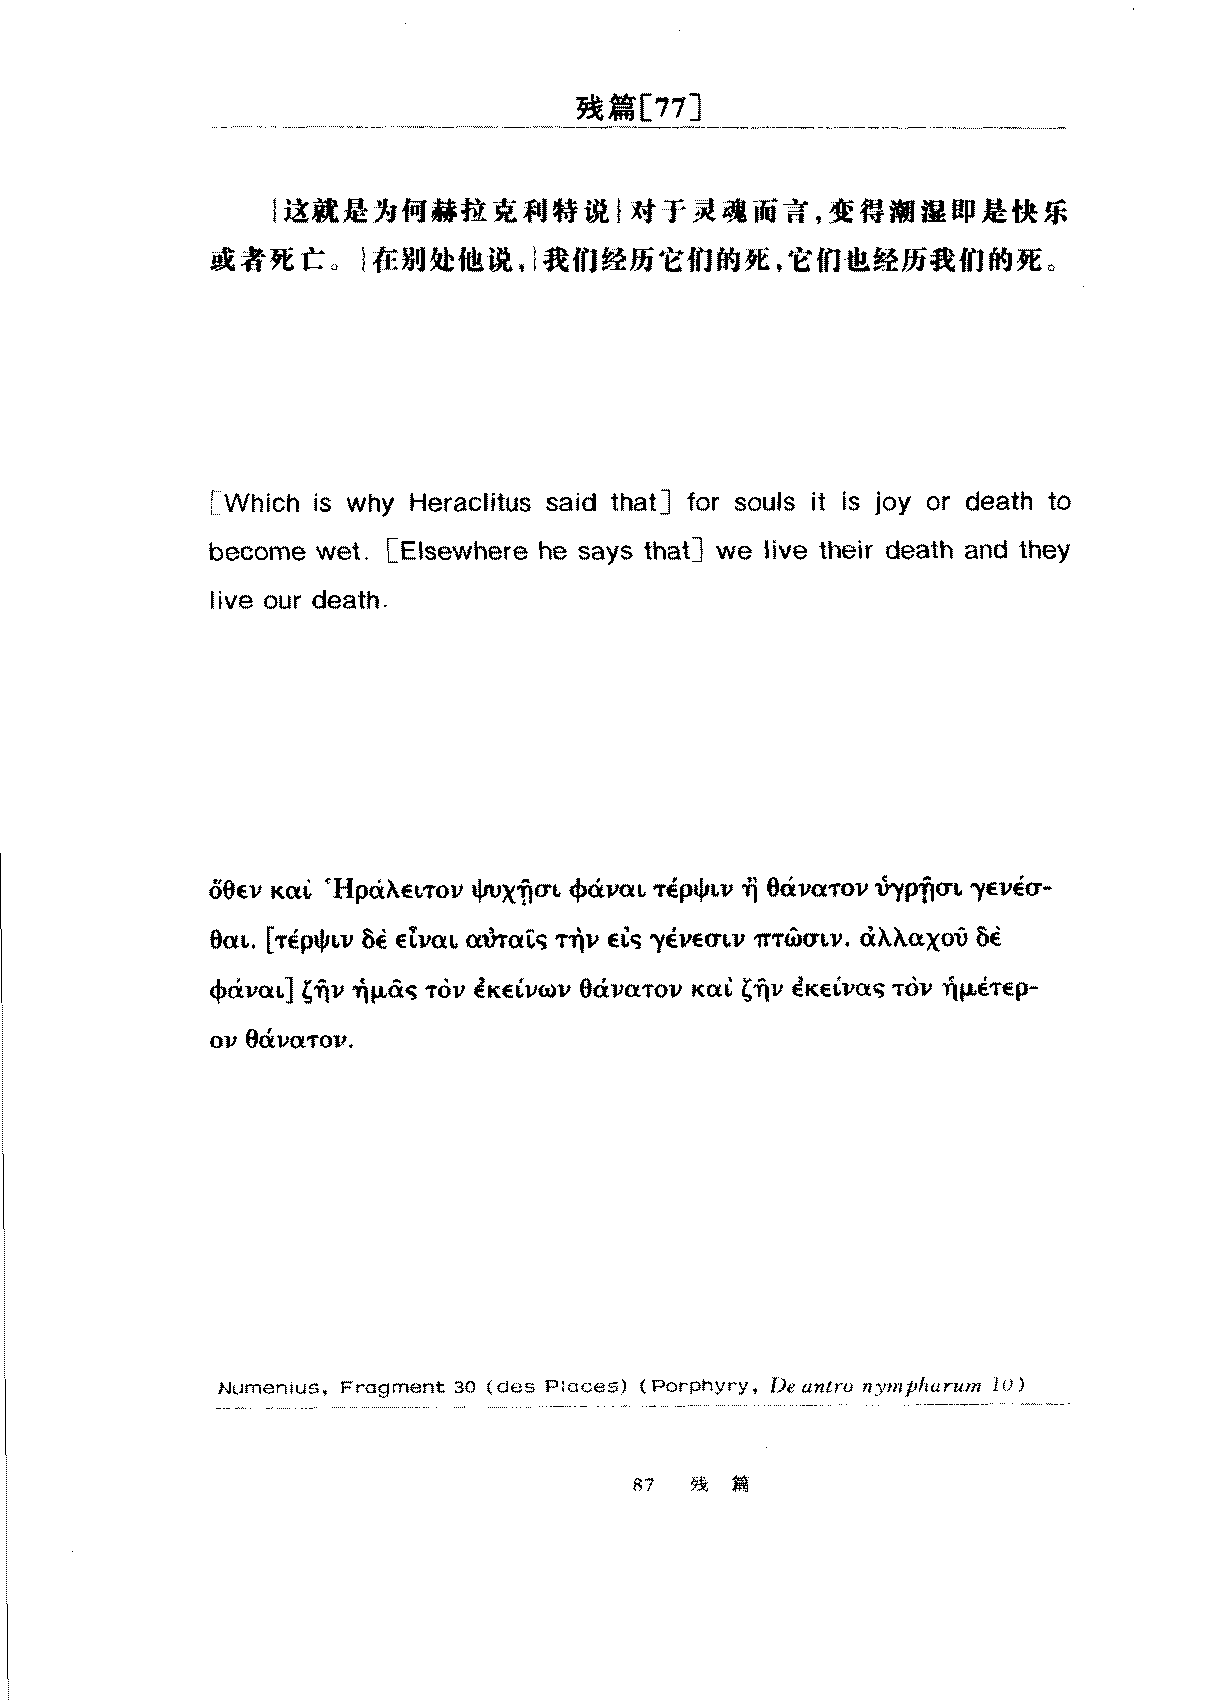 残篇[77]
[这就是为何赫拉克利特说]对于灵魂而言,变得潮湿即是快乐
或者死亡。[在别处他说,]我们经历它们的死,它们也经历我们的死。
[Which is why Heraclitus said that] for souls it is joy or death to
become wet. [Elsewhere he says that] we live their death and they
live our death.
ὅθεν καὶ Ἡράλειτον ψυχῇσι φάναι τέρψιν ἢ θάνατον ὑγρῇσι γενέσ-
θαι. [τέρψιν δὲ εἶναι αὐταῖς τὴν εἰς γένεσιν πτῶσιν. ἀλλαχοῦ δὲ
φάναι] ζῆν ἡμᾶς τὸν ἐκείνων θάνατον καὶ ζῆν ἐκείνας τὸν ἡμέτερ-
ον θάνατον.
Numenius, Fragment 30 (des Places) (Porphyry, De antro nympharum 10)
87 残 篇